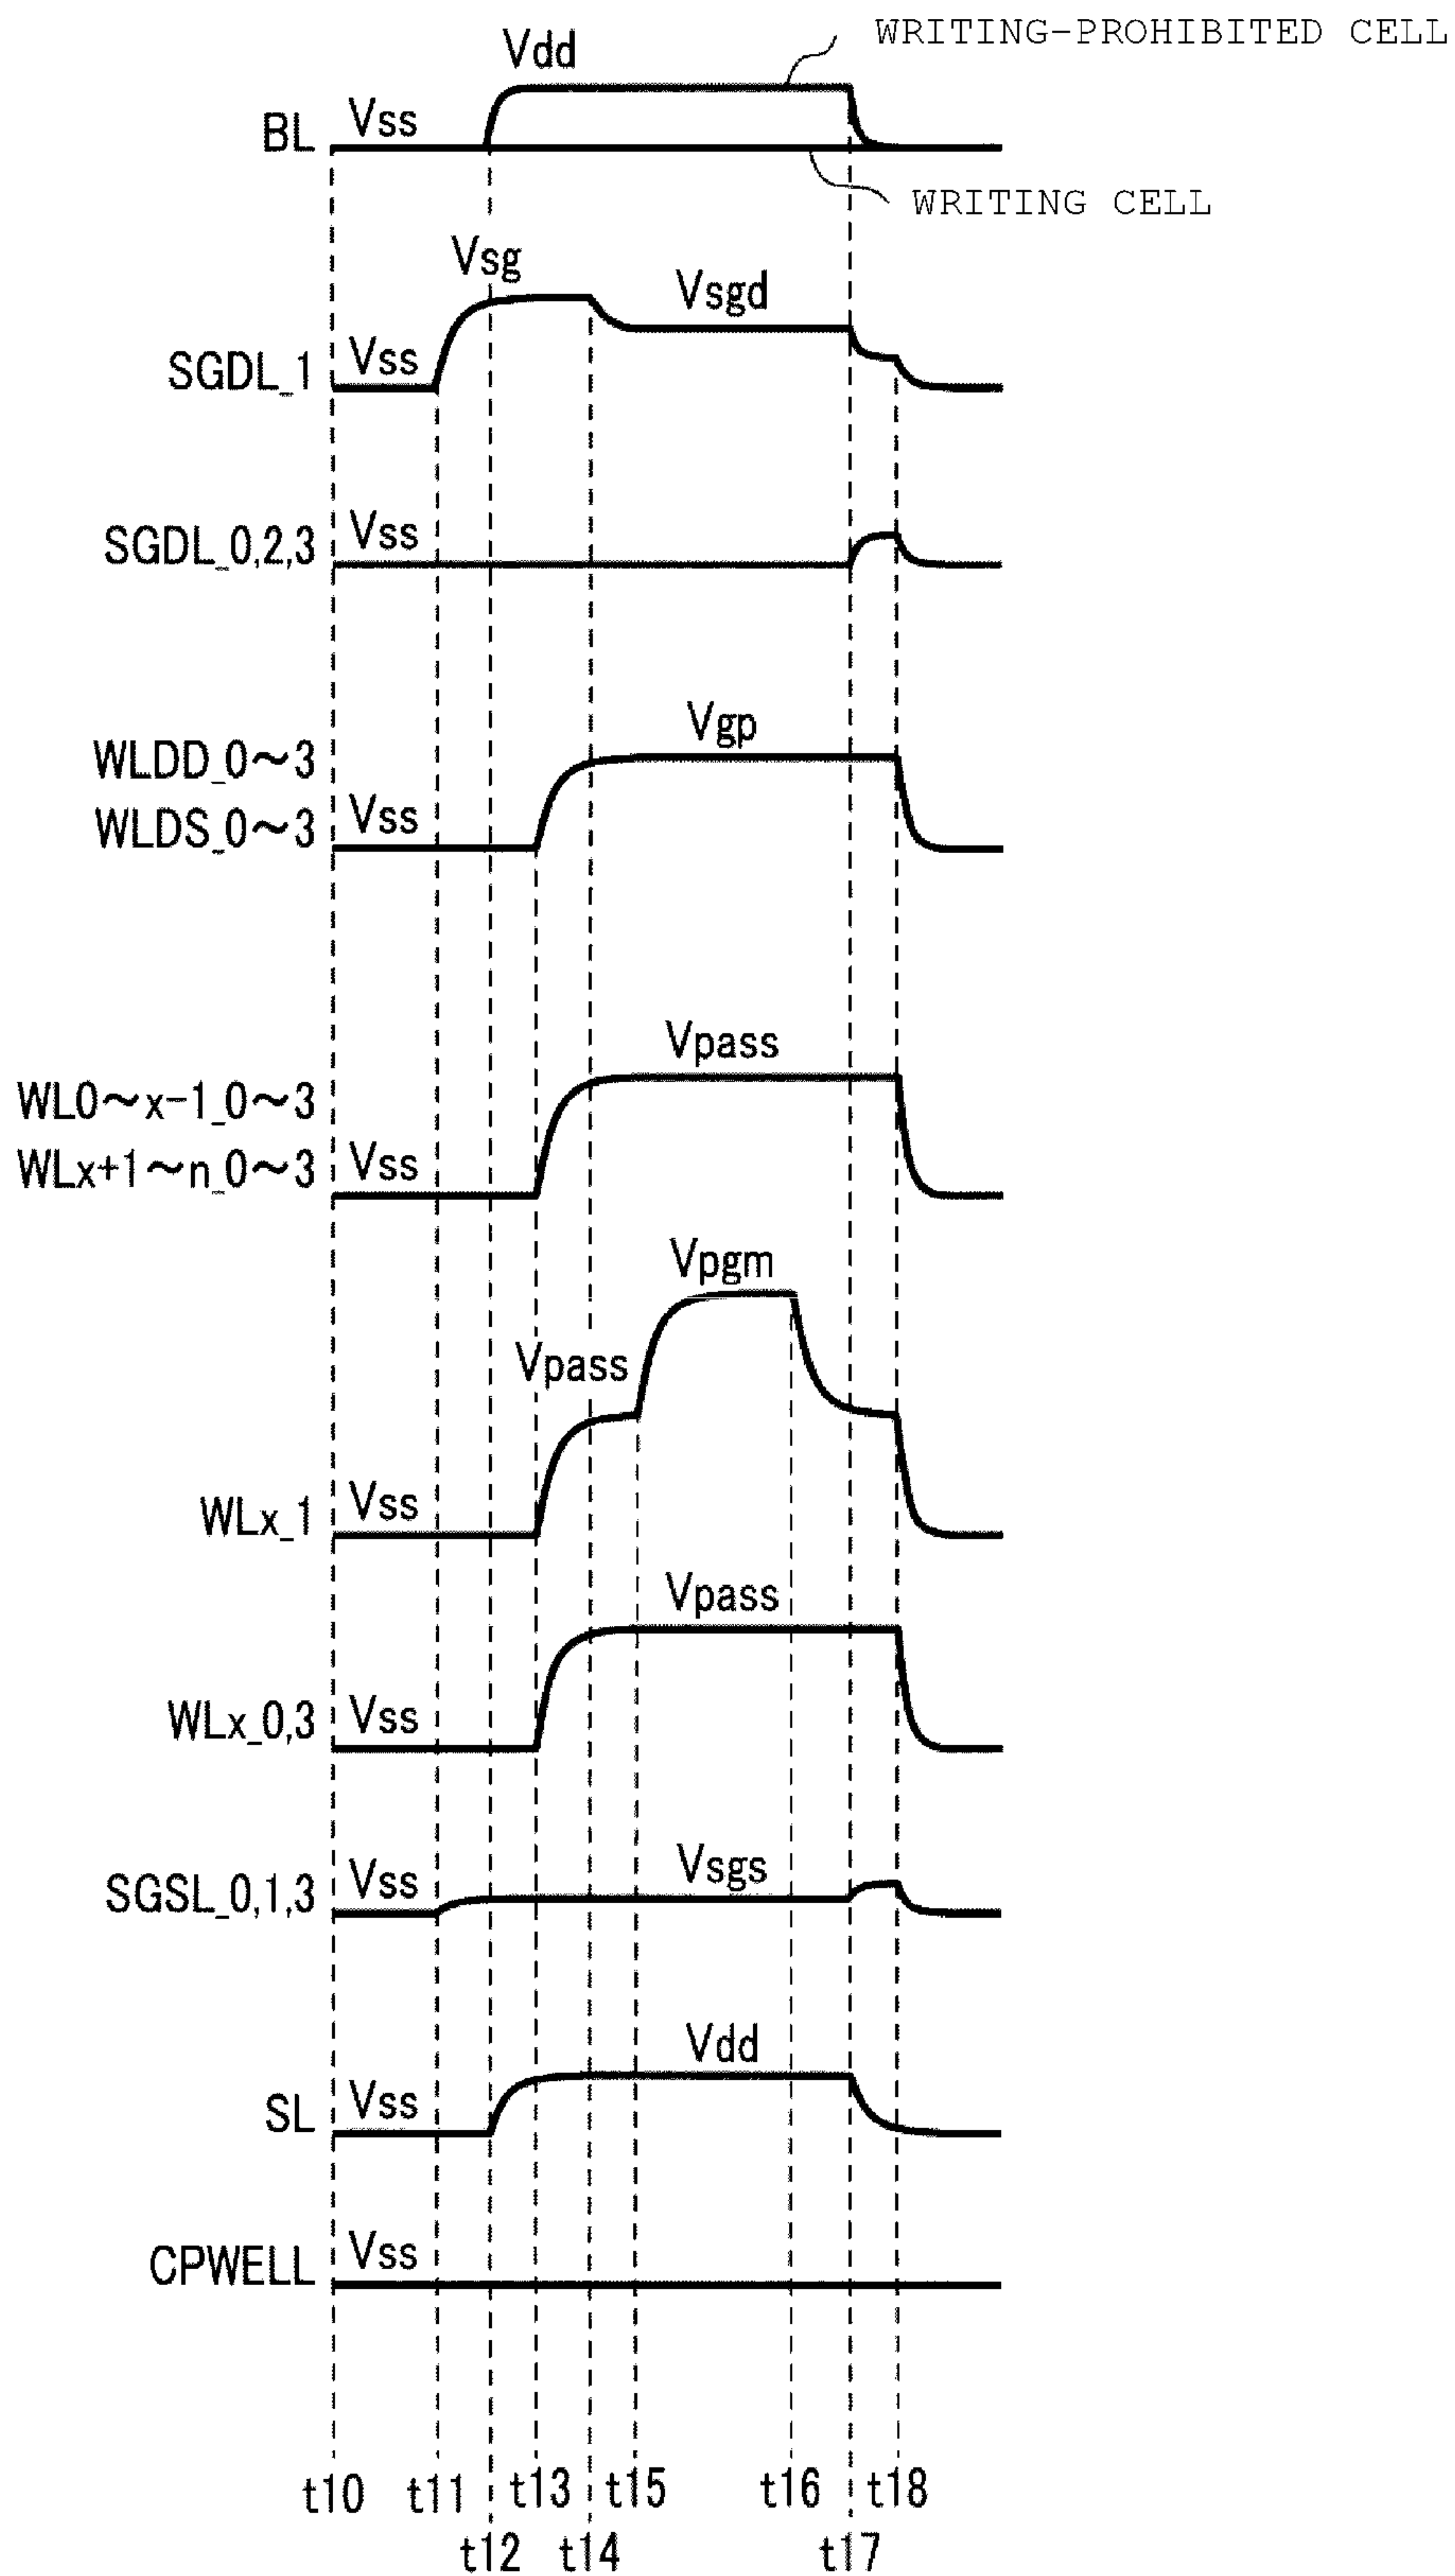 WRITING-PROHIBITED CELL
Vdd
BL Vss
WRITING CELL
Vsg
Vsgd
SGDL_1 Vss
SGDL_0,2,3 Vss
Vgp
WLDD_0～3
WLDS_0～3 Vss
Vpass
WL0～x-1_0～3
WLx+1～n_0～3 Vss
Vpgm
Vpass
WLx_1 Vss
Vpass
WLx_0,3 Vss
Vsgs
SGSL_0,1,3 Vss
Vdd
SL Vss
CPWELL Vss
t10 t11 t13 t15 t16 t18
t12 t14 t17